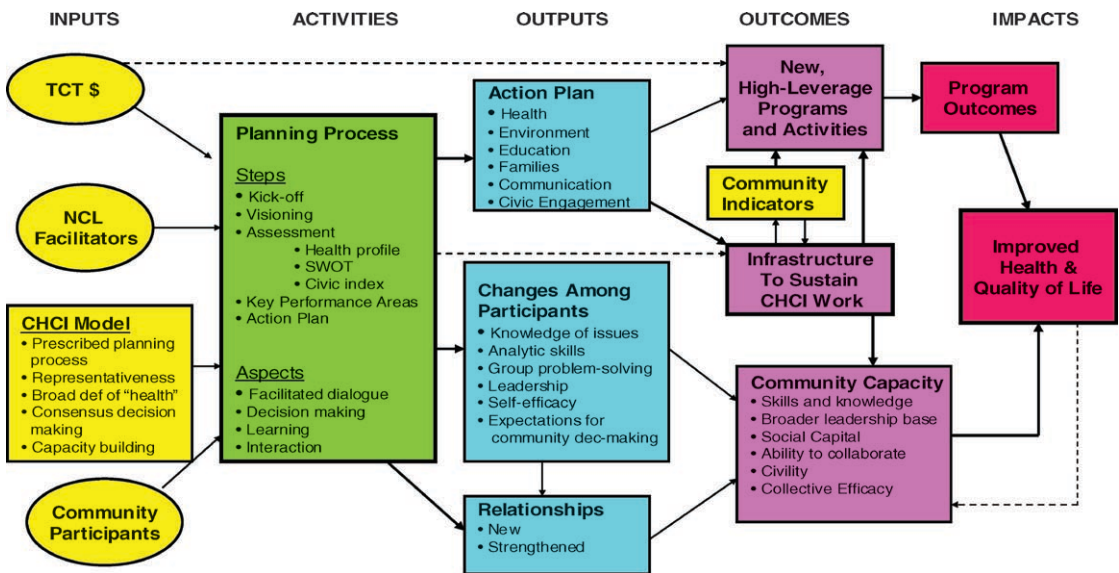 INPUTS
ACTIVITIES
OUTPUTS
OUTCOMES
IMPACTS
TCT $
NCL
Facilitators
CHCI Model
• Prescribed planning
process
• Representativeness
• Broad def of “health”
• Consensus decision
making
• Capacity building
Community
Participants
Planning Process
Steps
• Kick-off
• Visioning
• Assessment
• Health profile
• SWOT
• Civic index
• Key Performance Areas
• Action Plan
Aspects
• Facilitated dialogue
• Decision making
• Learning
• Interaction
Action Plan
• Health
• Environment
• Education
• Families
• Communication
• Civic Engagement
Changes Among
Participants
• Knowledge of issues
• Analytic skills
• Group problem-solving
• Leadership
• Self-efficacy
• Expectations for
community dec-making
Relationships
• New
• Strengthened
New,
High-Leverage
Programs
and Activities
Community
Indicators
Infrastructure
To Sustain
CHCI Work
Community Capacity
• Skills and knowledge
• Broader leadership base
• Social Capital
• Ability to collaborate
• Civility
• Collective Efficacy
Program
Outcomes
Improved
Health &
Quality of Life